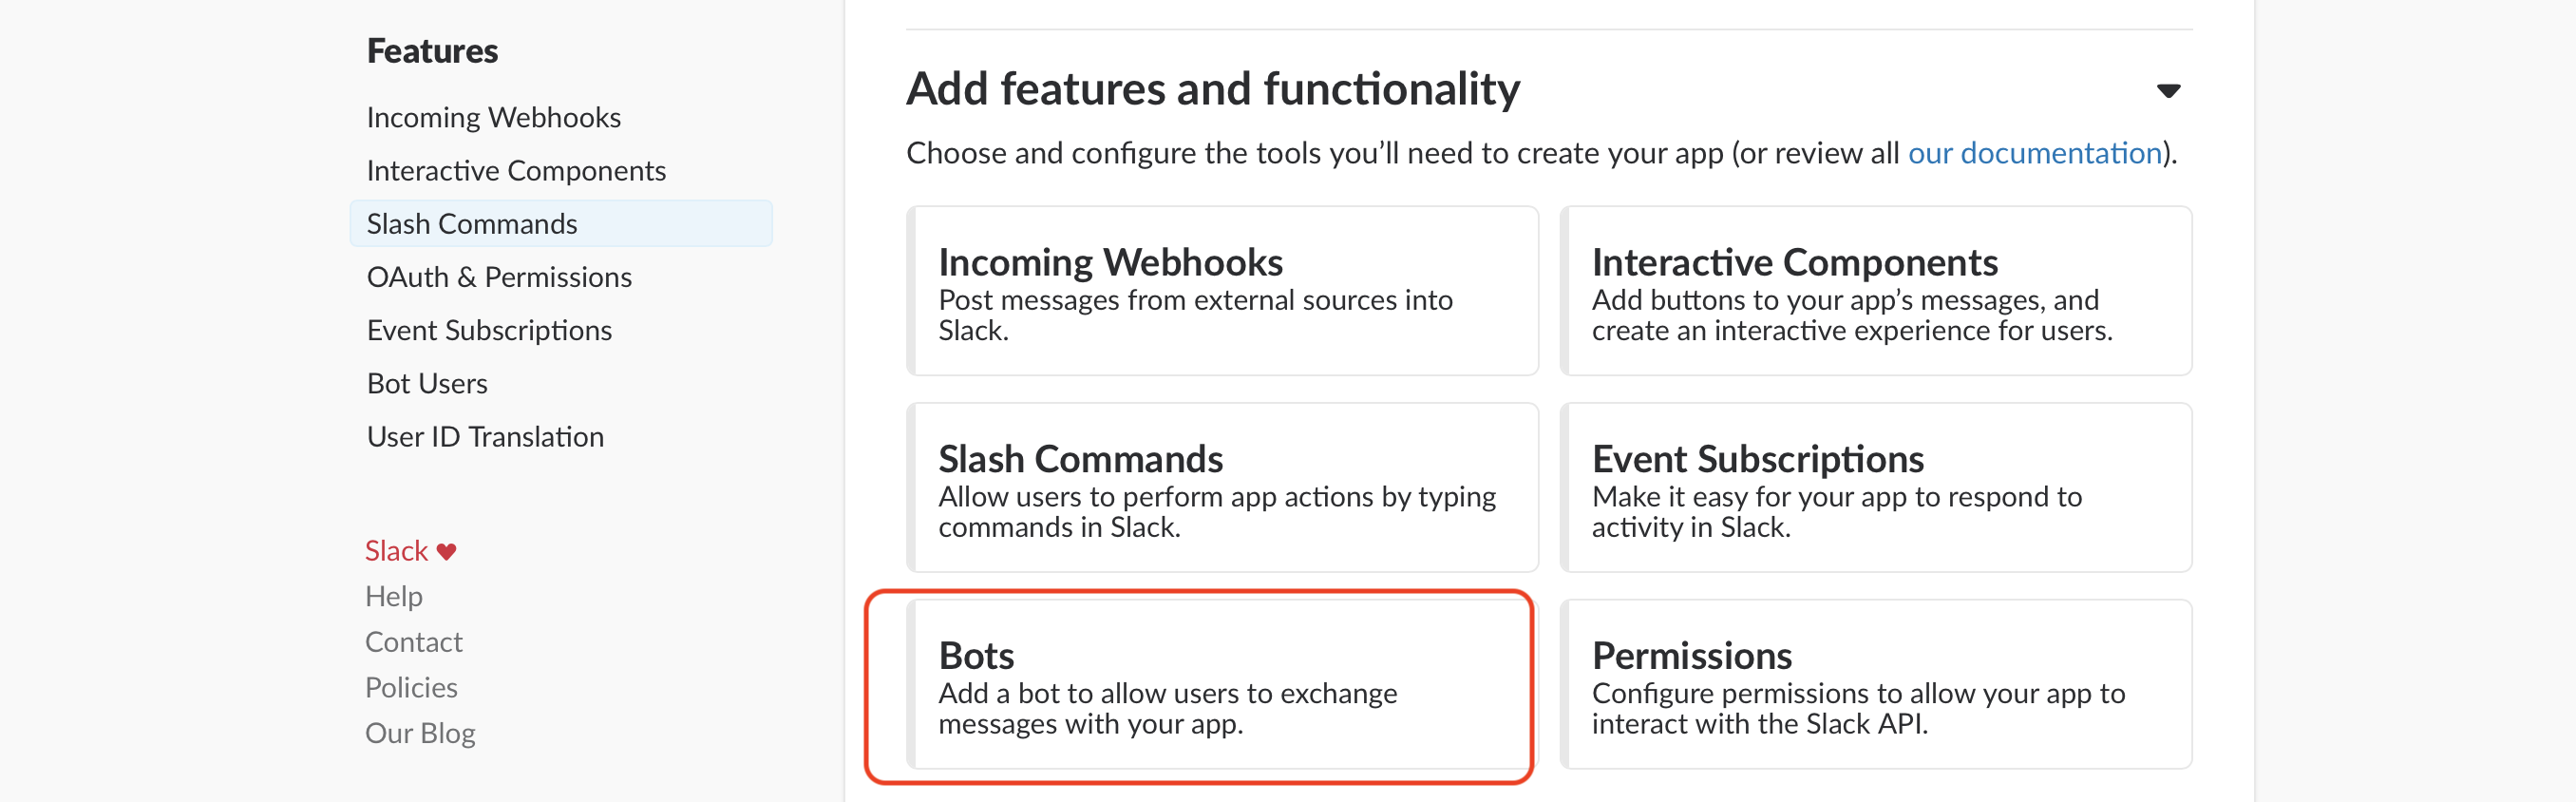 Features
Incoming Webhooks
Interactive Components
Slash Commands
OAuth & Permissions
Event Subscriptions
Bot Users
User ID Translation
Slack ♥
Help
Contact
Policies
Our Blog
Add features and functionality
Choose and configure the tools you’ll need to create your app (or review all our documentation).
Incoming Webhooks
Post messages from external sources into
Slack.
Interactive Components
Add buttons to your app’s messages, and
create an interactive experience for users.
Slash Commands
Allow users to perform app actions by typing
commands in Slack.
Event Subscriptions
Make it easy for your app to respond to
activity in Slack.
Bots
Add a bot to allow users to exchange
messages with your app.
Permissions
Configure permissions to allow your app to
interact with the Slack API.